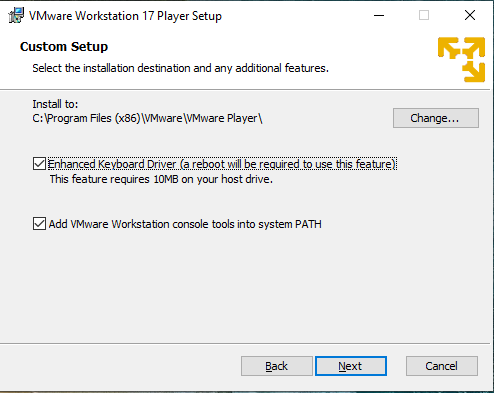 VMware Workstation 17 Player Setup
Custom Setup
Select the installation destination and any additional features.
Install to:
C:\Program Files (x86)\VMware\VMware Player\
Change...
Enhanced Keyboard Driver (a reboot will be required to use this feature)
This feature requires 10MB on your host drive.
Add VMware Workstation console tools into system PATH
Back
Next
Cancel